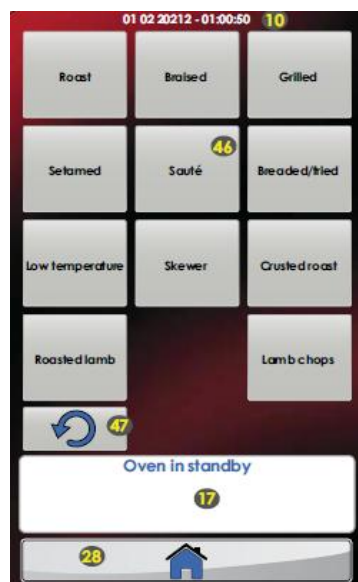 01 02 20212 - 01:00:50 10
Roast Braised Grilled
46
Setamed Sauté Breaded/fried
Low temperature Skewer Crusted roast
Roasted lamb Lamb chops
47
Oven in standby
17
28